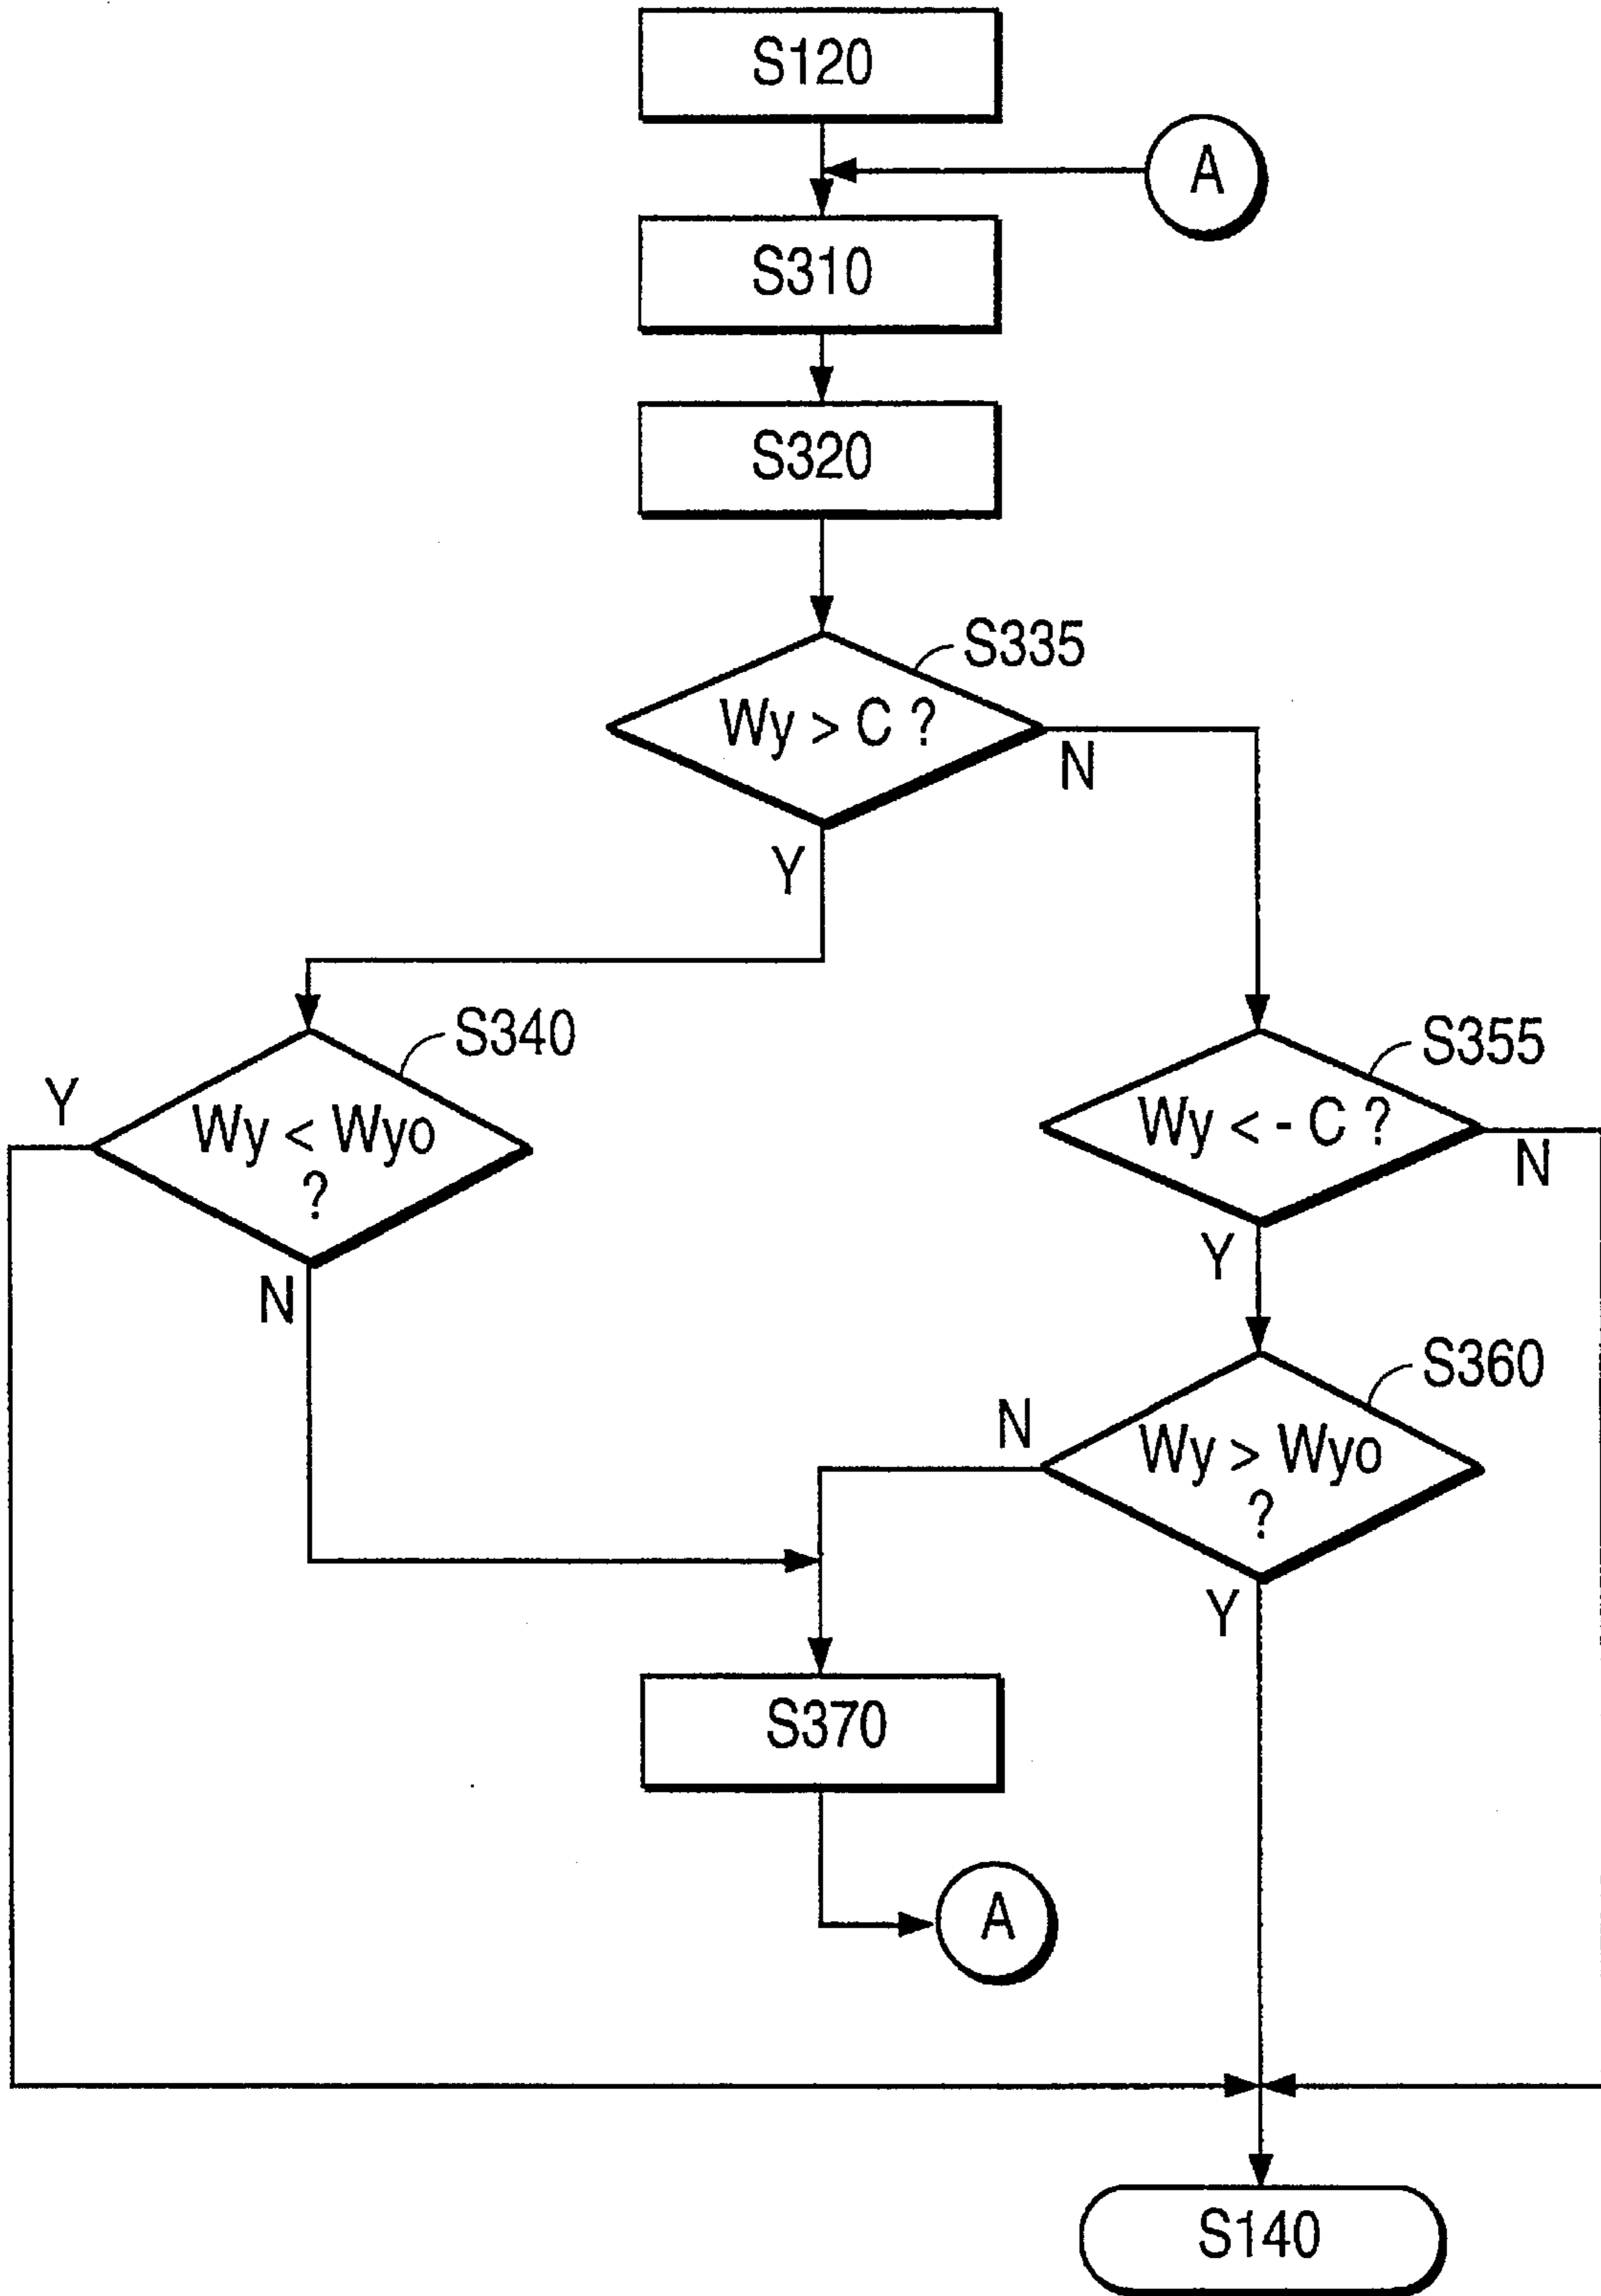 S120
A
S310
S320
S335
Wy > C ?
N
Y
S340
S355
Y
Wy < Wyo
?
Wy < - C ?
N
Y
N
S360
N
Wy > Wyo
?
Y
S370
A
S140